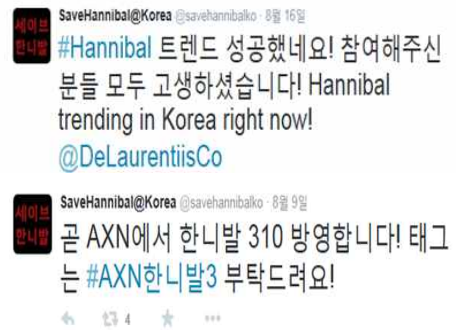 세이브
한니발
SaveHannibal@Korea @savehannibalko · 8월 16일
#Hannibal 트렌드 성공했네요! 참여해주신
분들 모두 고생하셨습니다! Hannibal
trending in Korea right now!
@DeLaurentiisCo
세이브
한니발
SaveHannibal@Korea @savehannibalko · 8월 9일
곧 AXN에서 한니발 310 방영합니다! 태그
는 #AXN한니발3 부탁드려요!
4